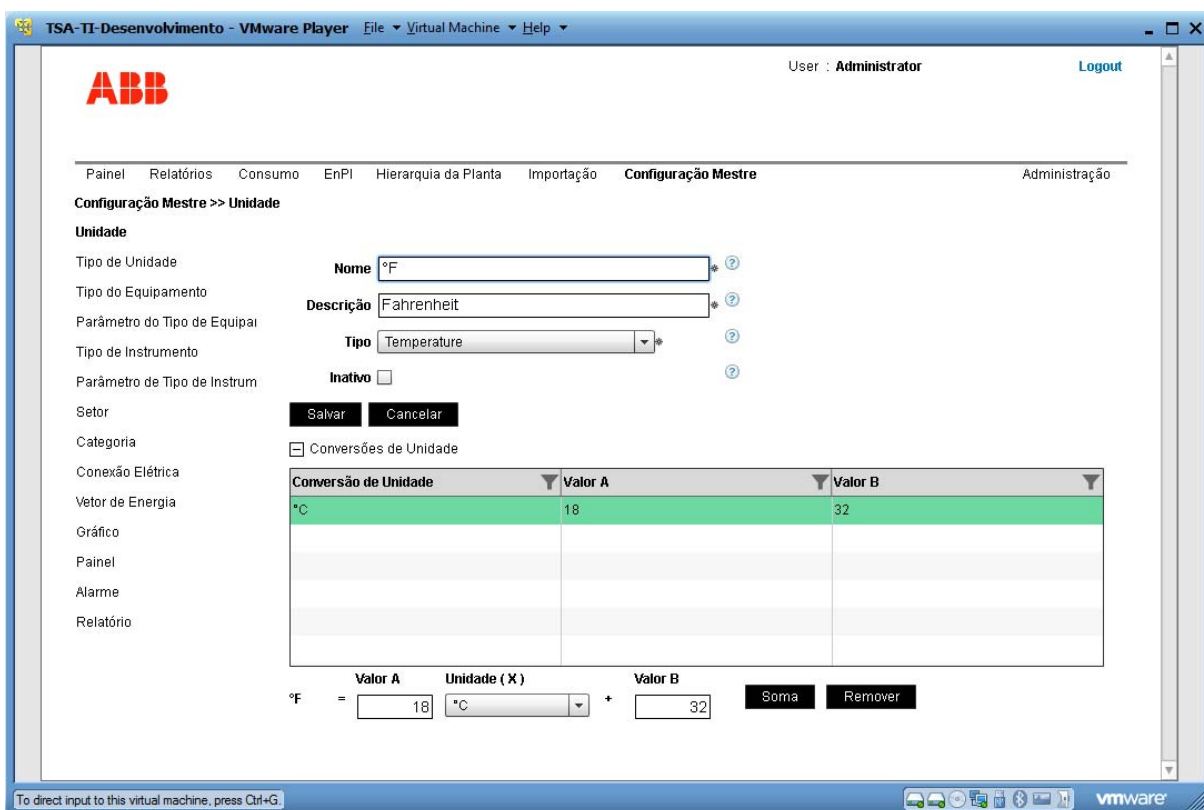 TSA-TI-Desenvolvimento - VMware Player File Virtual Machine Help
ABB
User : Administrator Logout
Painel Relatórios Consumo EnPI Hierarquia da Planta Importação Configuração Mestre Administração
Configuração Mestre >> Unidade
Unidade
Tipo de Unidade
Tipo do Equipamento
Parâmetro do Tipo de Equipai
Tipo de Instrumento
Parâmetro de Tipo de Instrum
Setor
Categoria
Conexão Elétrica
Vetor de Energia
Gráfico
Painel
Alarme
Relatório
Nome °F * ?
Descrição Fahrenheit * ?
Tipo Temperature * ?
Inativo ?
Salvar Cancelar
Conversões de Unidade
Conversão de Unidade Valor A Valor B
°C 18 32
Valor A Unidade ( X ) Valor B
°F = 18 °C + 32 Soma Remover
To direct input to this virtual machine, press Ctrl+G. vmware